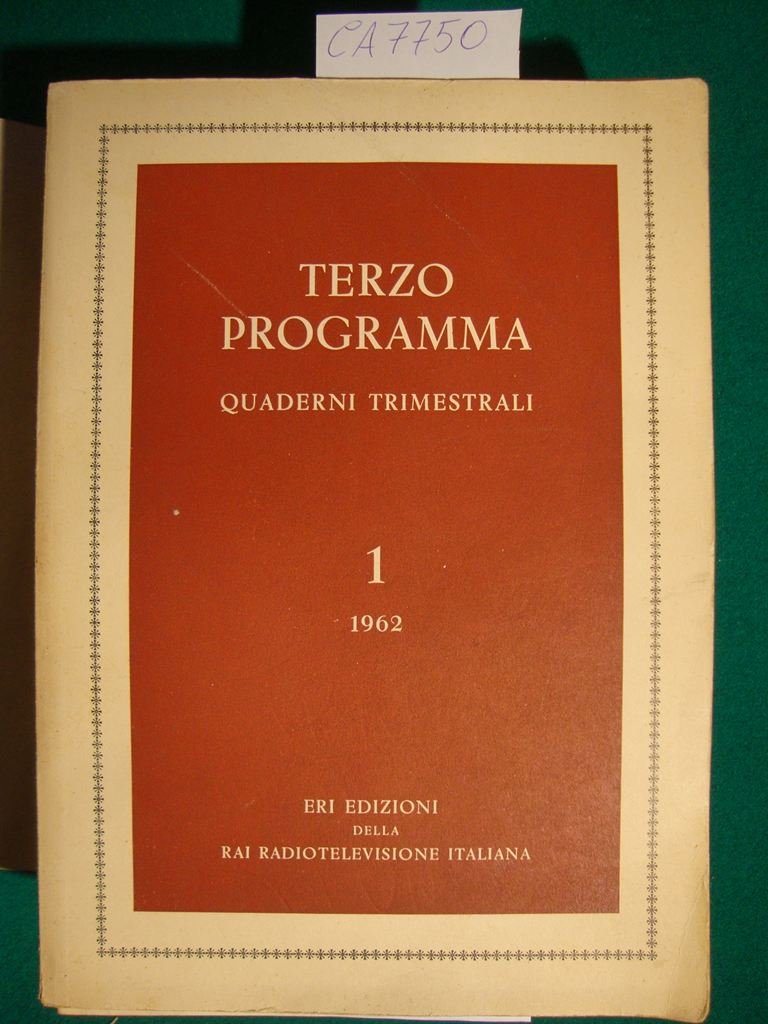 CA7750
TERZO
PROGRAMMA
QUADERNI TRIMESTRALI
1
1962
ERI EDIZIONI
DELLA
RAI RADIOTELEVISIONE ITALIANA